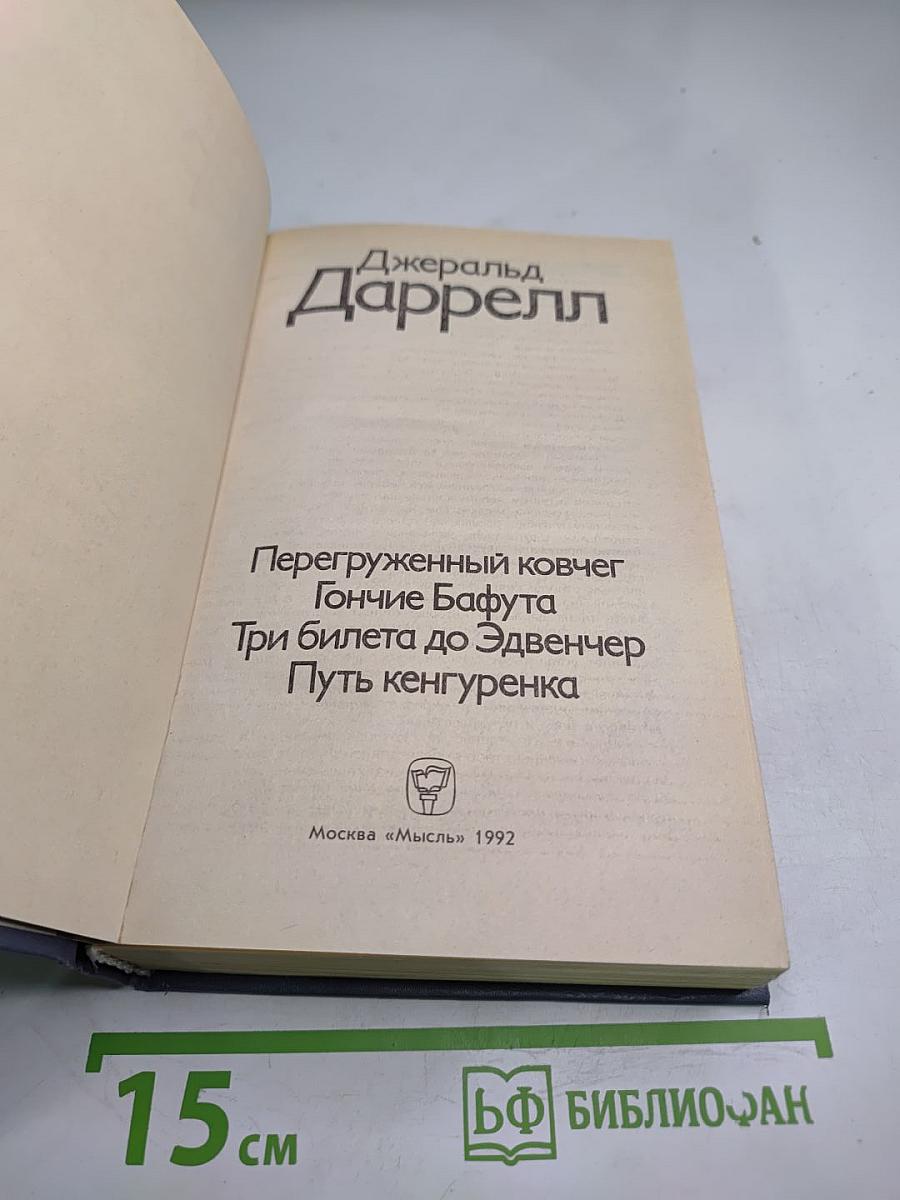 Джеральд
Даррелл
Перегруженный ковчег
Гончие Бафута
Три билета до Эдвенчер
Путь кенгуренка
Москва «Мысль» 1992
15 см
БФ БИБЛИОФАН